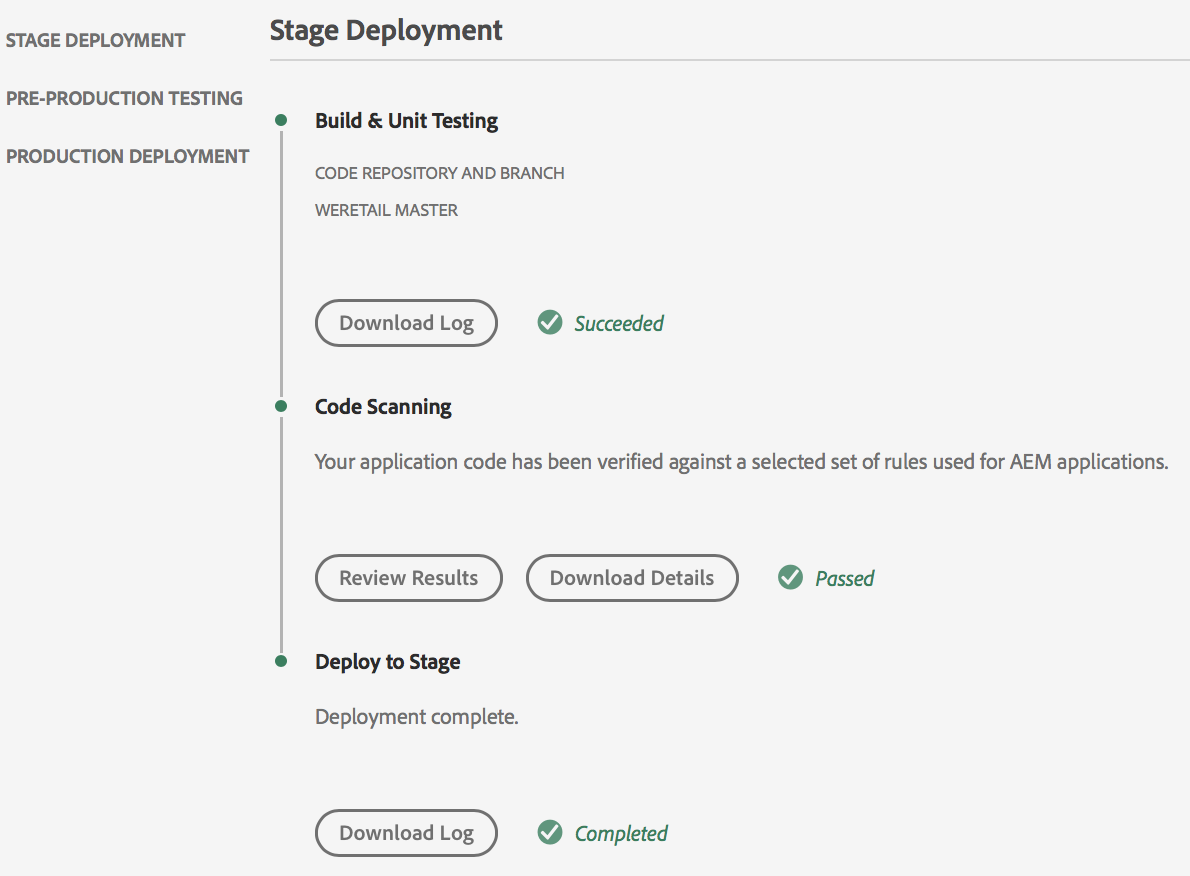 STAGE DEPLOYMENT
PRE-PRODUCTION TESTING
PRODUCTION DEPLOYMENT
Stage Deployment
Build & Unit Testing
CODE REPOSITORY AND BRANCH
WERETAIL MASTER
Download Log
Succeeded
Code Scanning
Your application code has been verified against a selected set of rules used for AEM applications.
Review Results
Download Details
Passed
Deploy to Stage
Deployment complete.
Download Log
Completed